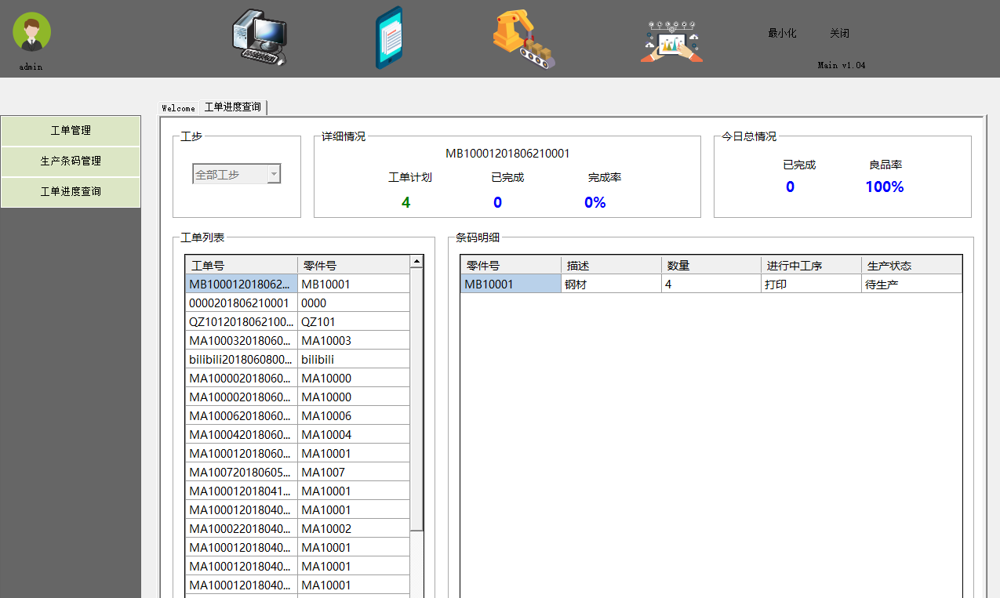 最小化 关闭
admin
Main v1.04
Welcome 工单进度查询
工单管理
生产条码管理
工单进度查询
工步
全部工步
详细情况
MB10001201806210001
工单计划 已完成 完成率
4 0 0%
今日总情况
已完成 良品率
0 100%
工单列表
工单号 零件号
MB100012018062... MB10001
0000201806210001 0000
QZ1012018062100... QZ101
MA100032018060... MA10003
bilibili2018060800... bilibili
MA100002018060... MA10000
MA100002018060... MA10000
MA100062018060... MA10006
MA100042018060... MA10004
MA100012018060... MA10001
MA100720180605... MA1007
MA100012018041... MA10001
MA100012018040... MA10001
MA100022018040... MA10002
MA100012018040... MA10001
MA100012018040... MA10001
MA100012018040... MA10001
条码明细
零件号 描述 数量 进行中工序 生产状态
MB10001 钢材 4 打印 待生产